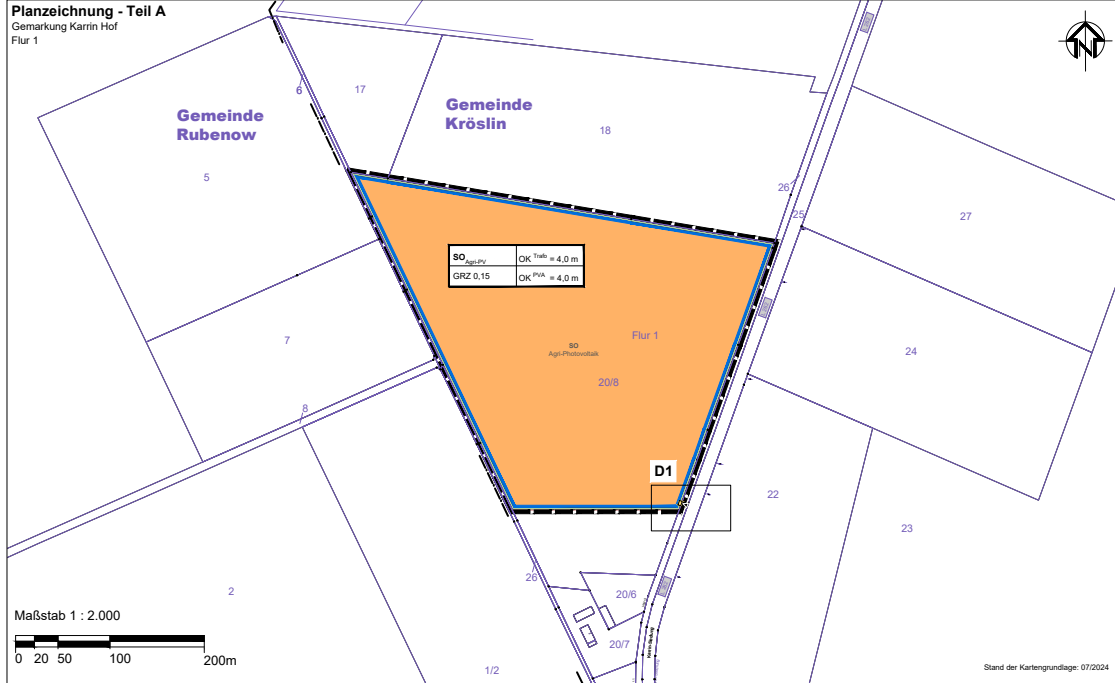 Planzeichnung - Teil A
Gemarkung Karrin Hof
Flur 1
N
6
17
Gemeinde
Rubenow
Gemeinde
Kröslin
18
5
26
25
27
SO Agri-PV
OK Trafo = 4,0 m
GRZ 0,15
OK PVA = 4,0 m
Flur 1
SO
Agri-Photovoltaik
20/8
7
24
8
D1
22
23
26
2
20/6
20/7
Karrin-Siedlung
1/2
Maßstab 1 : 2.000
0 20 50 100 200m
Stand der Kartengrundlage: 07/2024